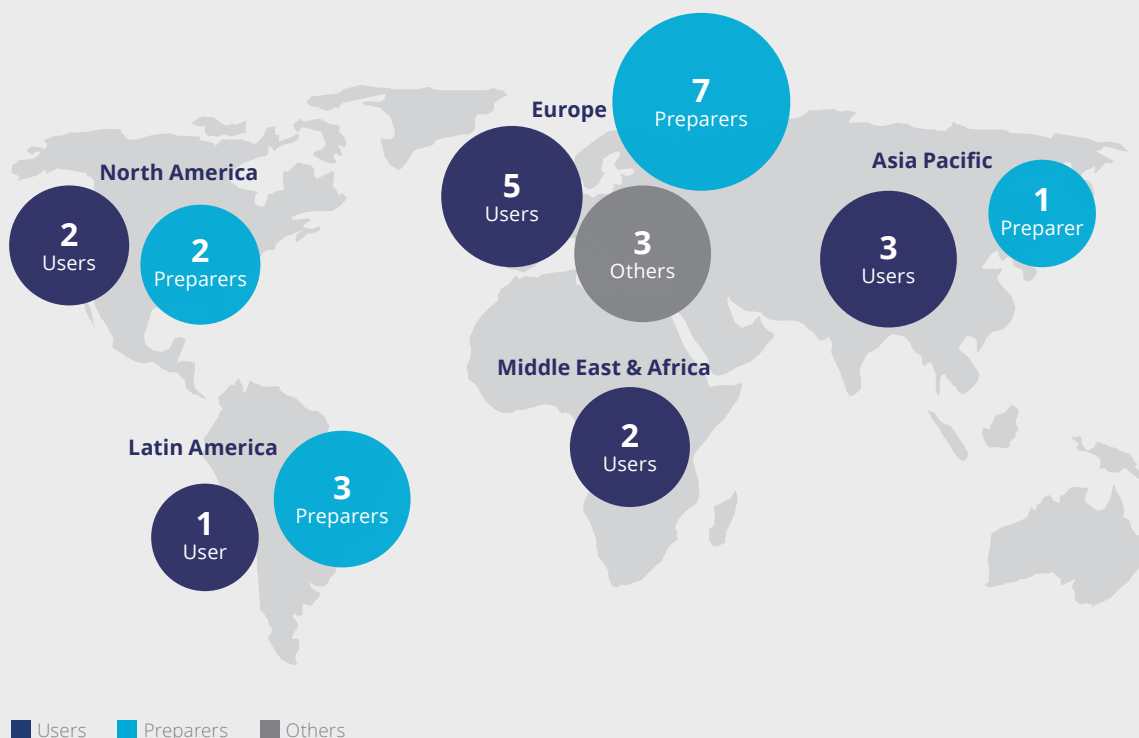 Europe
7
Preparers
5
Users
3
Others
North America
2
Users
2
Preparers
Asia Pacific
3
Users
1
Preparer
Middle East & Africa
2
Users
Latin America
1
User
3
Preparers
Users
Preparers
Others